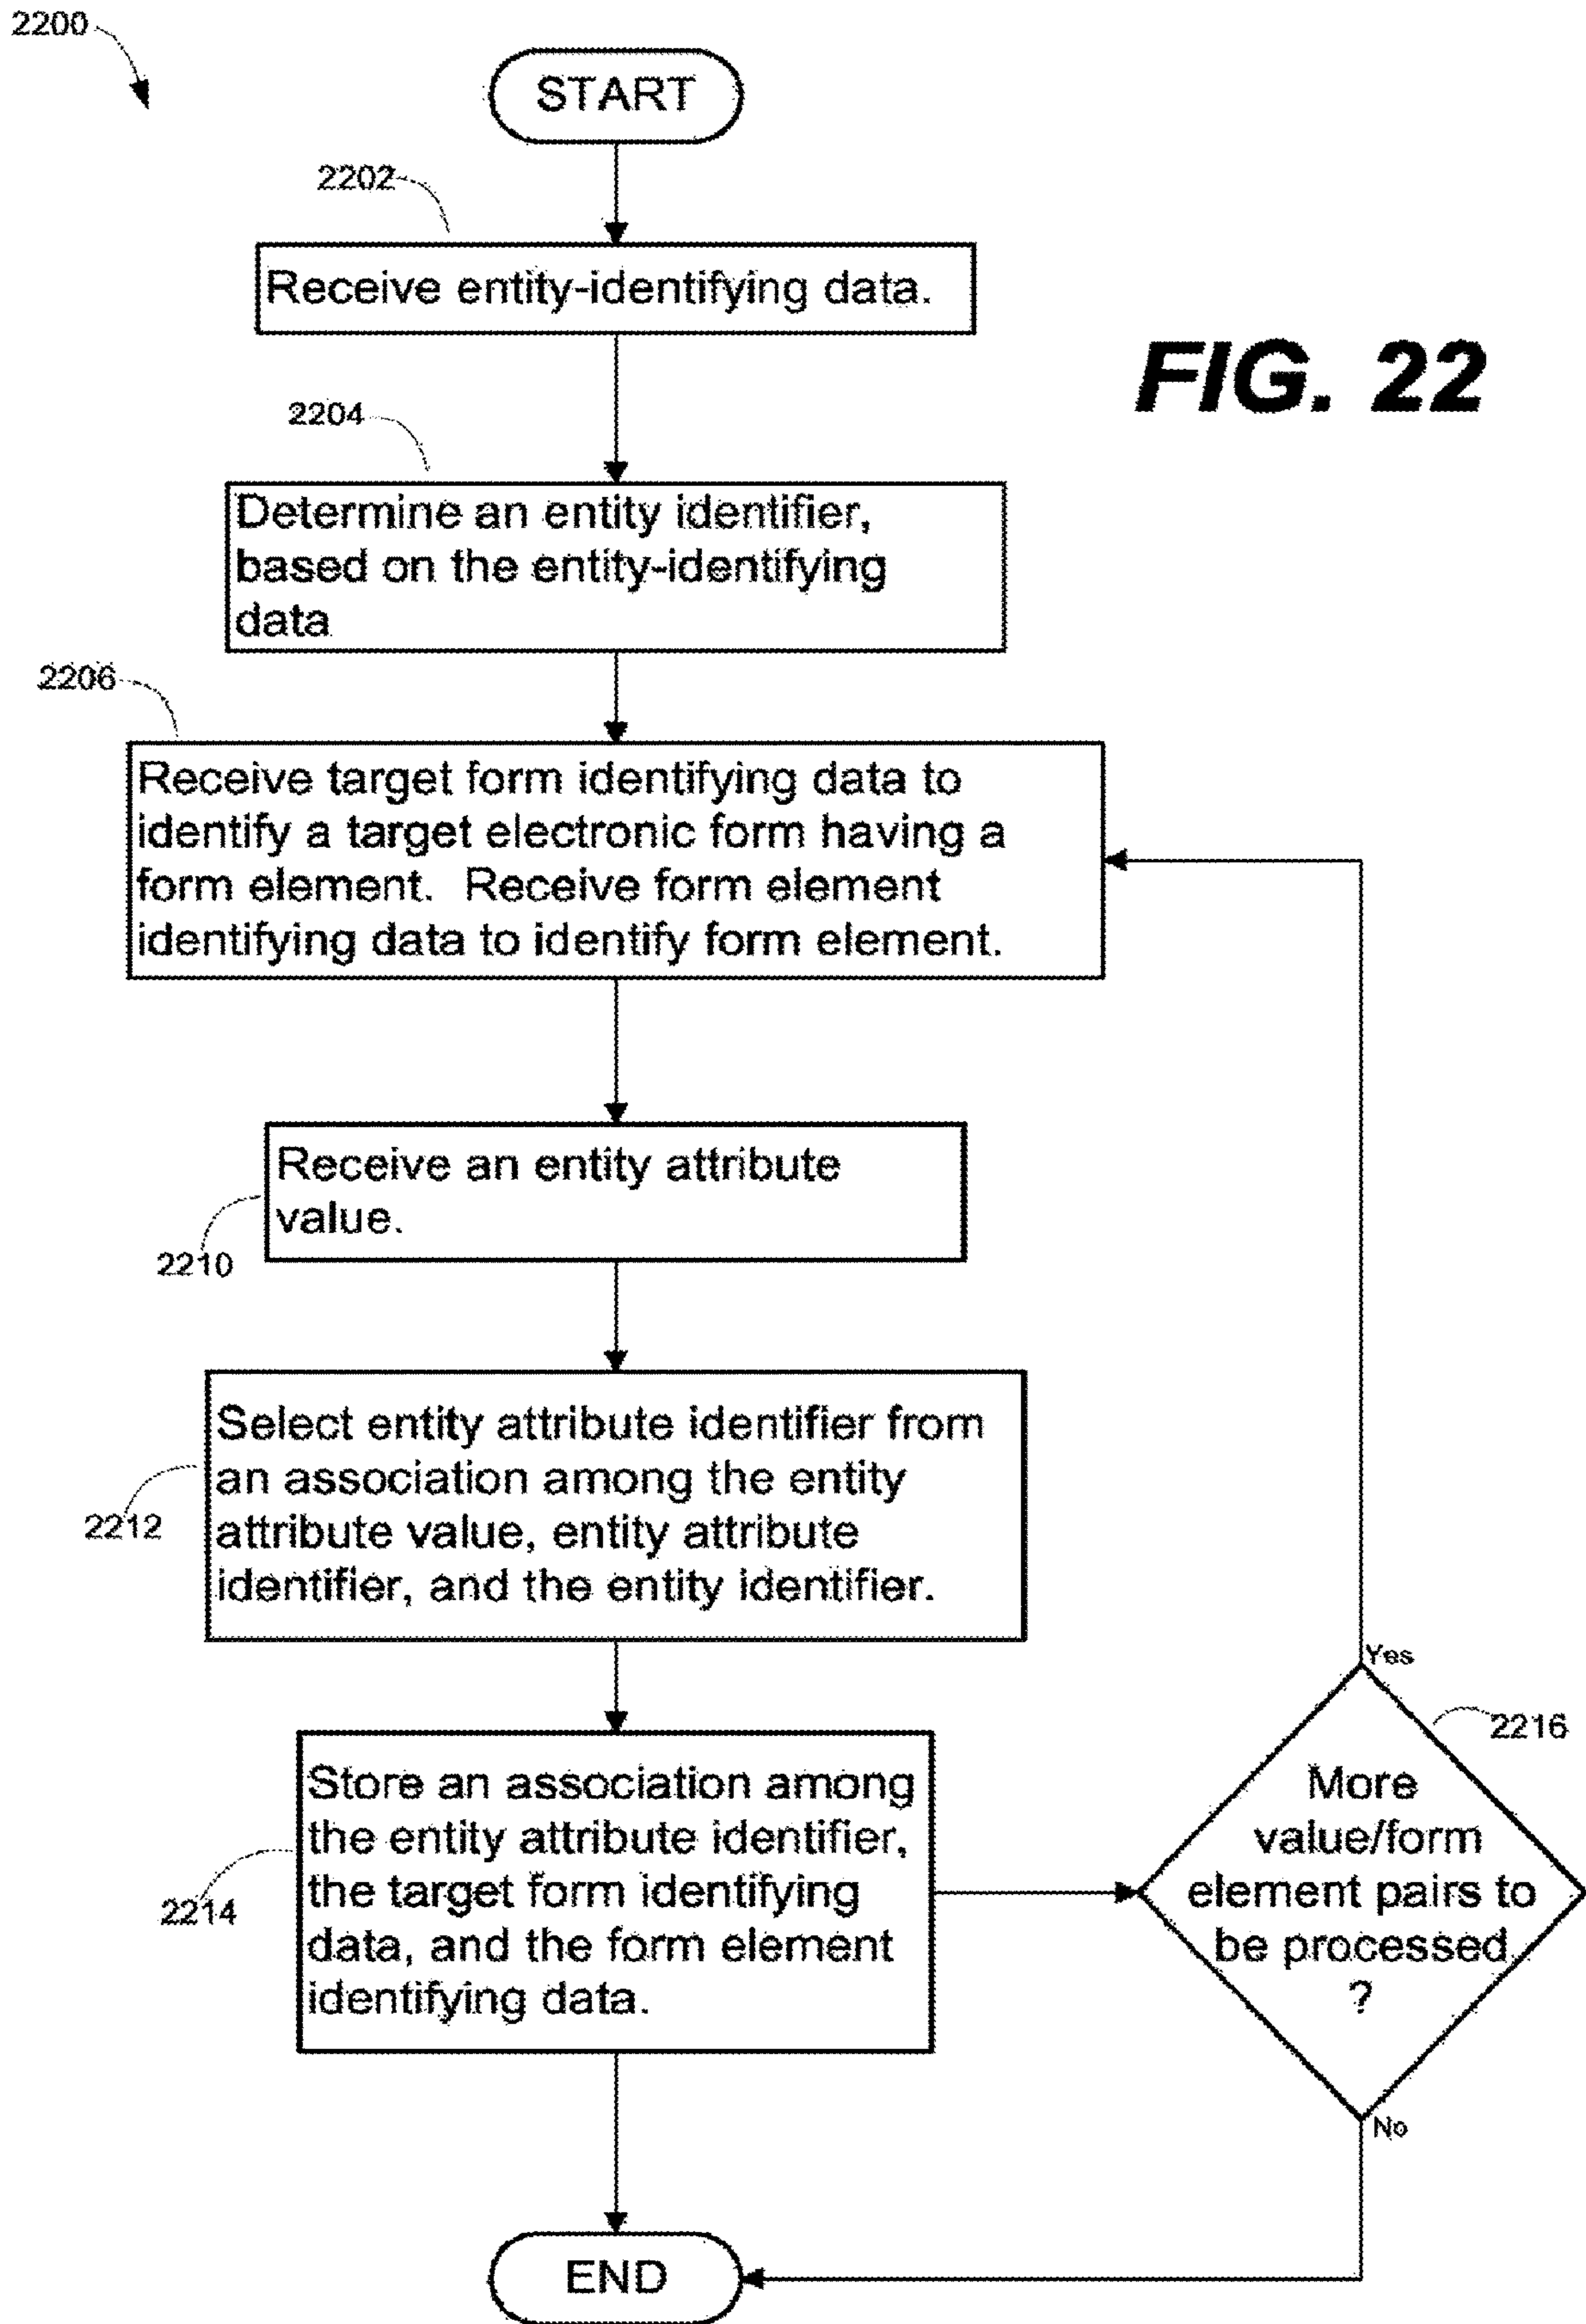 2200
START
2202
Receive entity-identifying data.
FIG. 22
2204
Determine an entity identifier,
based on the entity-identifying
data
2206
Receive target form identifying data to
identify a target electronic form having a
form element.  Receive form element
identifying data to identify form element.
Receive an entity attribute
value.
2210
Select entity attribute identifier from
an association among the entity
attribute value, entity attribute
identifier, and the entity identifier.
2212
Store an association among
the entity attribute identifier,
the target form identifying
data, and the form element
identifying data.
2214
Yes
2216
More
value/form
element pairs to
be processed
?
No
END